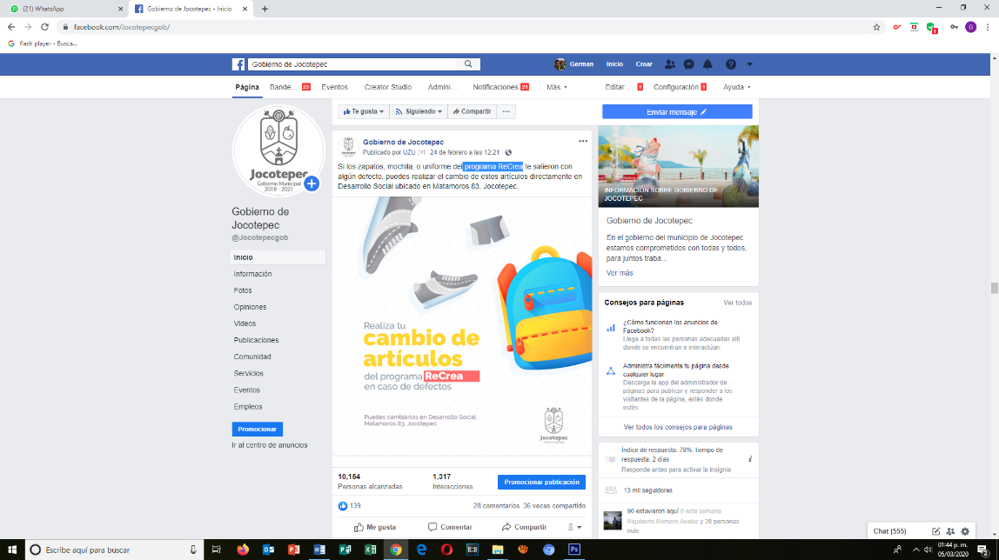 (21) WhatsApp
Gobierno de Jocotepec - Inicio
facebook.com/Jocotepecgob/
G
flash player - Busca...
Gobierno de Jocotepec
German
Inicio
Crear
Página
Bande...
23
Eventos
Creator Studio
Admini...
Notificaciones
21
Más
Editar ...
1
Configuración
1
Ayuda
Jocotepec
Gobierno Municipal
2018 - 2021
Gobierno de
Jocotepec
@Jocotepecgob
Inicio
Información
Fotos
Opiniones
Videos
Publicaciones
Comunidad
Servicios
Eventos
Empleos
Promocionar
Ir al centro de anuncios
Te gusta
Siguiendo
Compartir
Gobierno de Jocotepec
Publicado por UZU [?] · 24 de febrero a las 12:21 ·
Si los zapatos, mochila, o uniforme del programa ReCrea te salieron con
algún defecto, puedes realizar el cambio de estos artículos directamente en
Desarrollo Social ubicado en Matamoros 83, Jocotepec.
Realiza tu
cambio de
artículos
del programa ReCrea
en caso de defectos
Puedes cambiarlos en Desarrollo Social
Matamoros 83, Jocotepec
Jocotepec
10,154
Personas alcanzadas
1,317
Interacciones
Promocionar publicación
139
28 comentarios 36 veces compartido
Me gusta
Comentar
Compartir
Enviar mensaje
INFORMACIÓN SOBRE GOBIERNO DE
JOCOTEPEC
Gobierno de Jocotepec
En el gobierno del municipio de Jocotepec
estamos comprometidos con todas y todos,
para juntos traba...
Ver más
Consejos para páginas
Ver todos
¿Cómo funcionan los anuncios de
Facebook?
Llega a todas las personas adecuadas allí
donde se encuentran e interactúan.
Administra fácilmente tu página desde
cualquier lugar
Descarga la app del administrador de
páginas para publicar y responder a los
visitantes de la página, estés donde
estés.
Ver todos los consejos para páginas
Índice de respuesta: 78%, tiempo de
respuesta: 2 días
Responde antes para activar la insignia
13 mil seguidores
90 estuvieron aquí 0 esta semana
Rigoberto Romero Avalos y 28 personas
más
Chat (555)
Escribe aquí para buscar
01:44 p. m.
05/03/2020